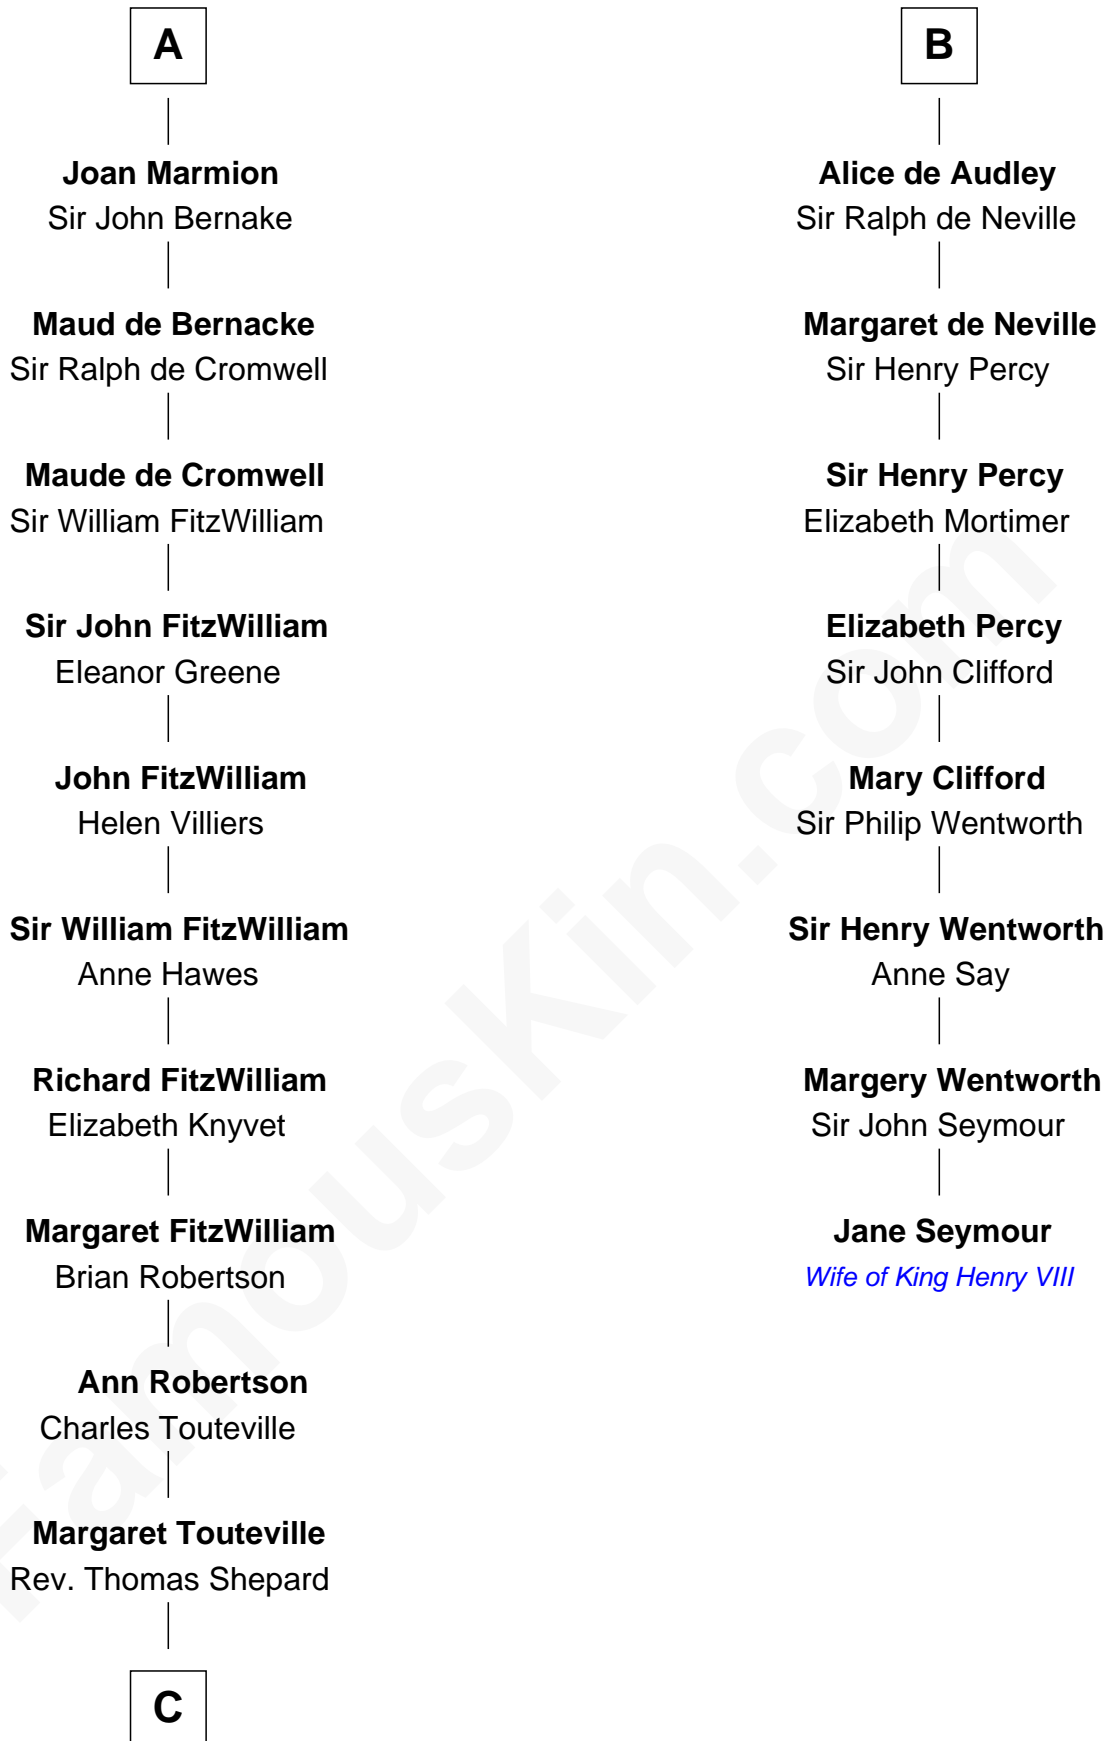 A
Joan Marmion
Sir John Bernake
Maud de Bernacke
Sir Ralph de Cromwell
Maude de Cromwell
Sir William FitzWilliam
Sir John FitzWilliam
Eleanor Greene
John FitzWilliam
Helen Villiers
Sir William FitzWilliam
Anne Hawes
Richard FitzWilliam
Elizabeth Knyvet
Margaret FitzWilliam
Brian Robertson
Ann Robertson
Charles Touteville
Margaret Touteville
Rev. Thomas Shepard
C
B
Alice de Audley
Sir Ralph de Neville
Margaret de Neville
Sir Henry Percy
Sir Henry Percy
Elizabeth Mortimer
Elizabeth Percy
Sir John Clifford
Mary Clifford
Sir Philip Wentworth
Sir Henry Wentworth
Anne Say
Margery Wentworth
Sir John Seymour
Jane Seymour
Wife of King Henry VIII
FamousKin.com